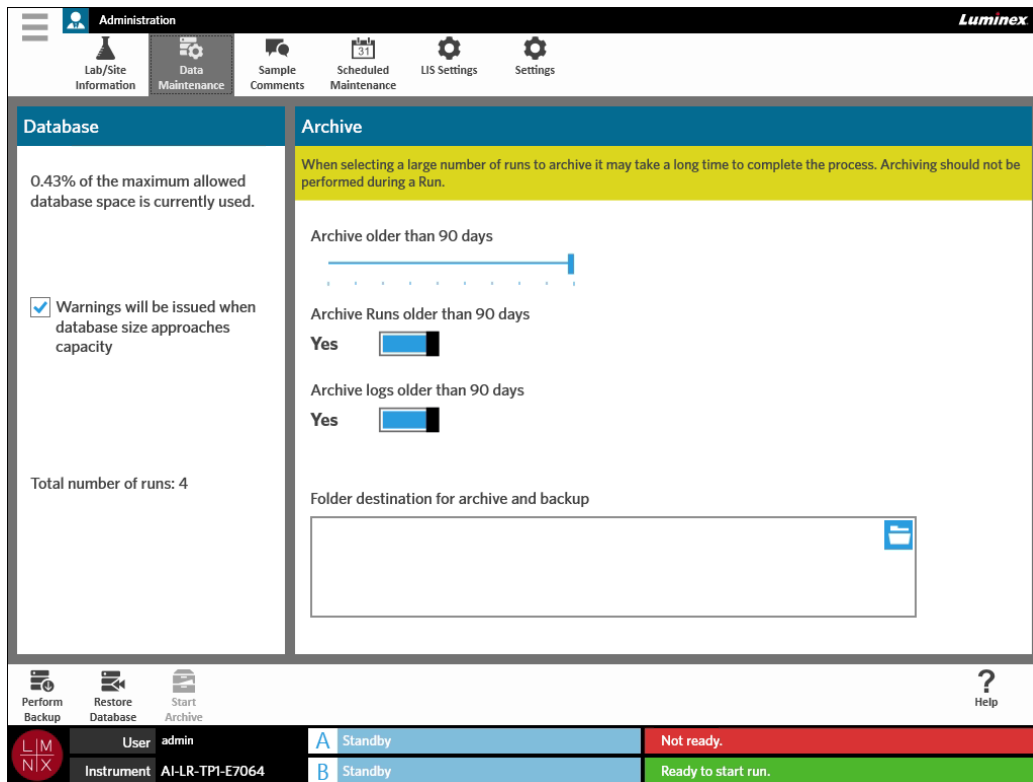 Administration
Luminex
Lab/Site
Information
Data
Maintenance
Sample
Comments
31
Scheduled
Maintenance
LIS Settings
Settings
Database
0.43% of the maximum allowed
database space is currently used.
Warnings will be issued when
database size approaches
capacity
Total number of runs: 4
Archive
When selecting a large number of runs to archive it may take a long time to complete the process. Archiving should not be
performed during a Run.
Archive older than 90 days
Archive Runs older than 90 days
Yes
Archive logs older than 90 days
Yes
Folder destination for archive and backup
Perform
Backup
Restore
Database
Start
Archive
?
Help
L M
N X
User admin
A Standby
Not ready.
Instrument AI-LR-TP1-E7064
B Standby
Ready to start run.